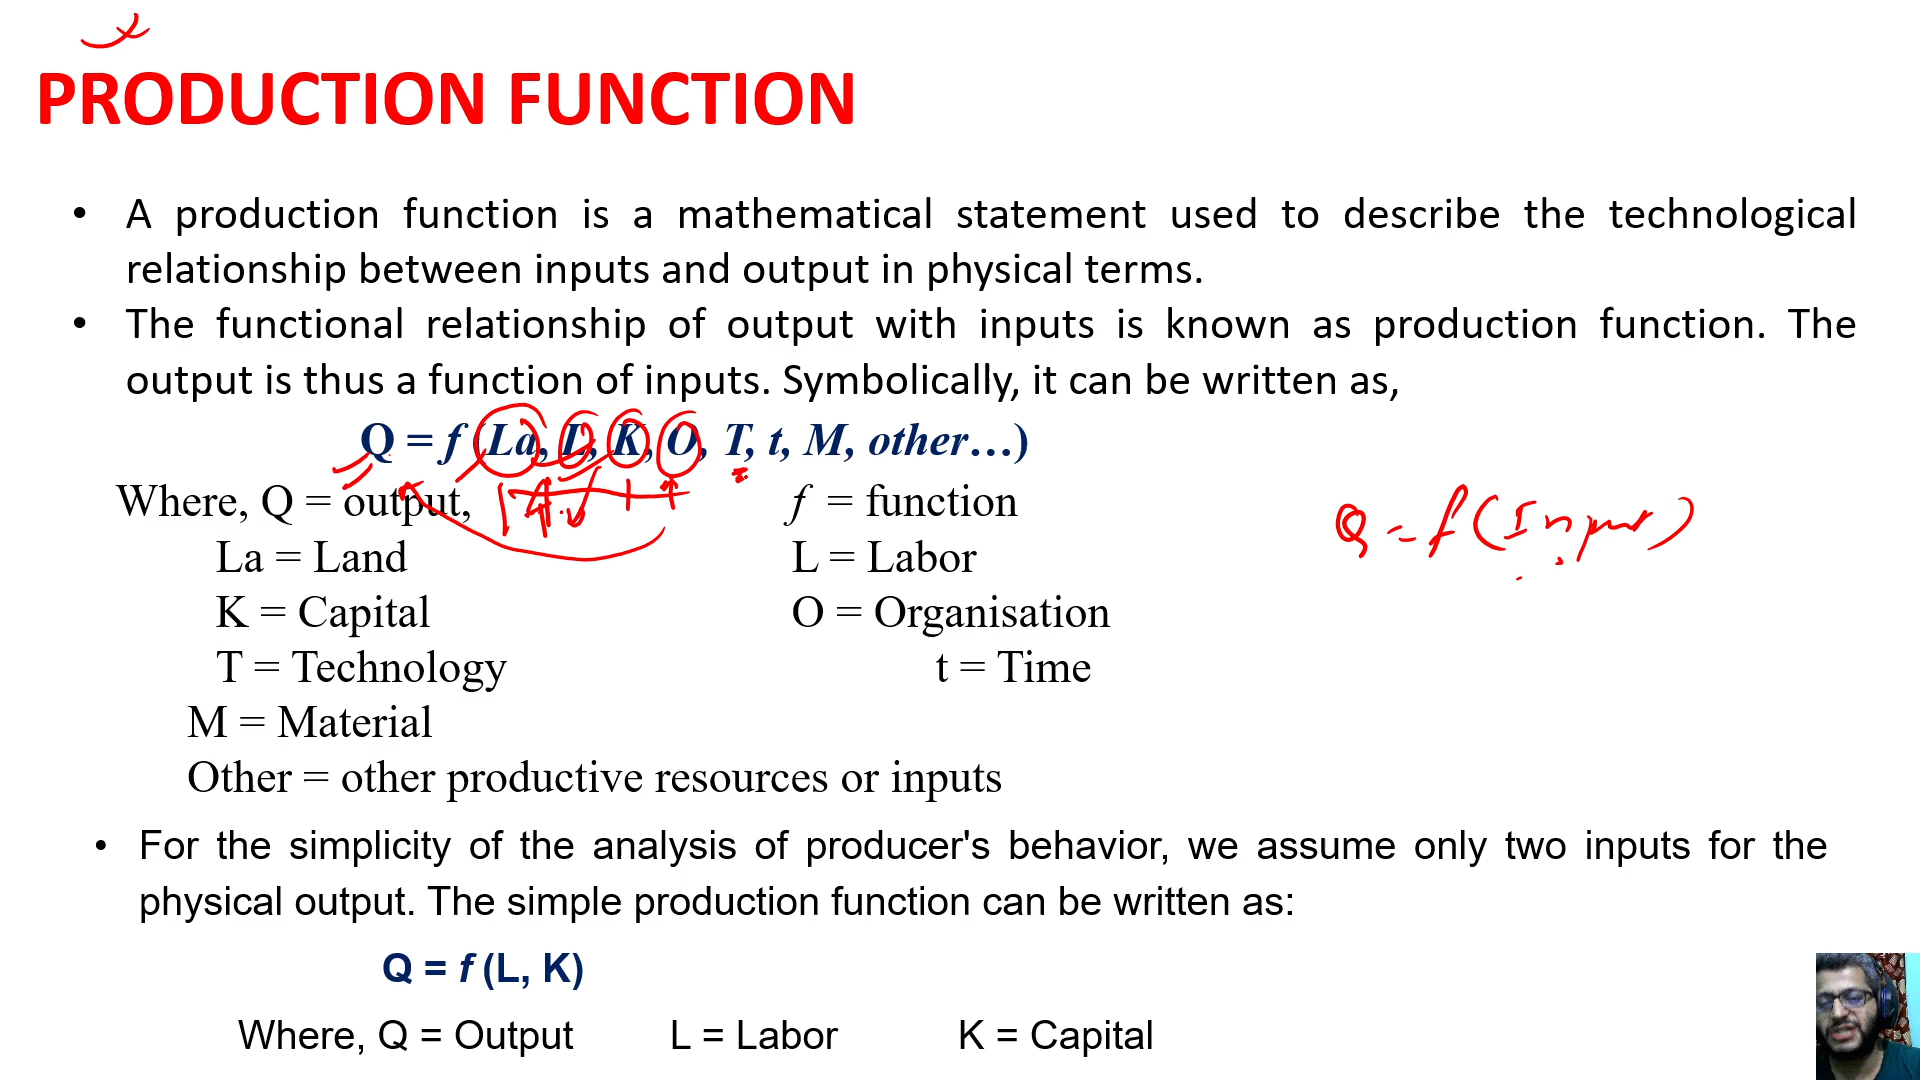 PRODUCTION FUNCTION
• A production function is a mathematical statement used to describe the technological
relationship between inputs and output in physical terms.
• The functional relationship of output with inputs is known as production function. The
output is thus a function of inputs. Symbolically, it can be written as,
Q = f (La, L, K, O, T, t, M, other…)
Where, Q = output, f = function
Q = f (Input)
La = Land L = Labor
K = Capital O = Organisation
T = Technology t = Time
M = Material
Other = other productive resources or inputs
• For the simplicity of the analysis of producer's behavior, we assume only two inputs for the
physical output. The simple production function can be written as:
Q = f (L, K)
Where, Q = Output L = Labor K = Capital